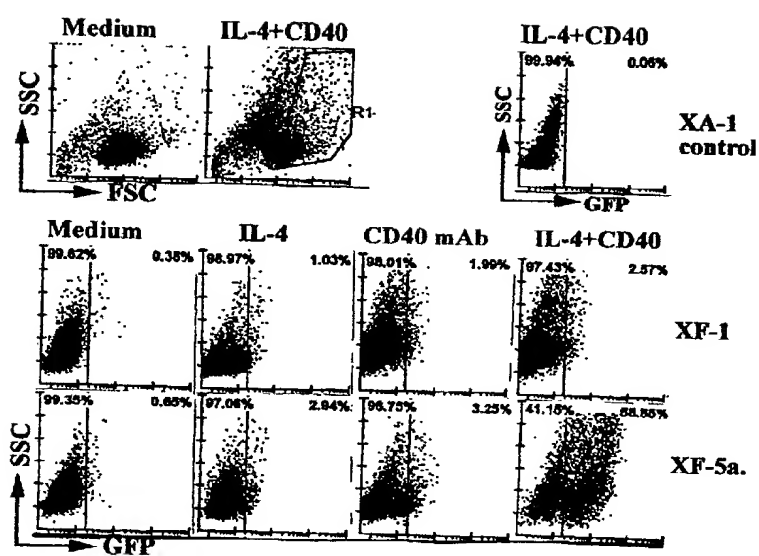 Medium IL-4+CD40 IL-4+CD40
99.94% 0.06%
SSC
R1
SSC
XA-1
control
FSC
GFP
Medium IL-4 CD40 mAb IL-4+CD40
99.62% 0.38% 98.97% 1.03% 98.01% 1.99% 97.43% 2.57%
XF-1
99.35% 0.65% 97.06% 2.94% 96.75% 3.25% 41.15% 58.85%
SSC
XF-5a.
GFP